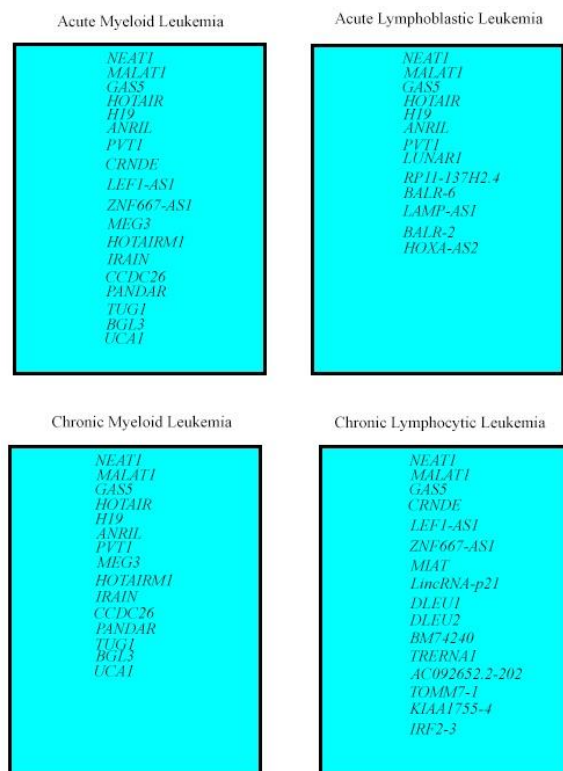 Acute Myeloid Leukemia
NEAT1
MALAT1
GAS5
HOTAIR
H19
ANRIL
PVT1
CRNDE
LEF1-AS1
ZNF667-AS1
MEG3
HOTAIRM1
IRAIN
CCDC26
PANDAR
TUG1
BGL3
UCA1
Acute Lymphoblastic Leukemia
NEAT1
MALAT1
GAS5
HOTAIR
H19
ANRIL
PVT1
LUNAR1
RP11-137H2.4
BALR-6
LAMP-AS1
BALR-2
HOXA-AS2
Chronic Myeloid Leukemia
NEAT1
MALAT1
GAS5
HOTAIR
H19
ANRIL
PVT1
MEG3
HOTAIRM1
IRAIN
CCDC26
PANDAR
TUG1
BGL3
UCA1
Chronic Lymphocytic Leukemia
NEAT1
MALAT1
GAS5
CRNDE
LEF1-AS1
ZNF667-AS1
MIAT
LincRNA-p21
DLEU1
DLEU2
BM74240
TRERNA1
AC092652.2-202
TOMM7-1
KIAA1755-4
IRF2-3